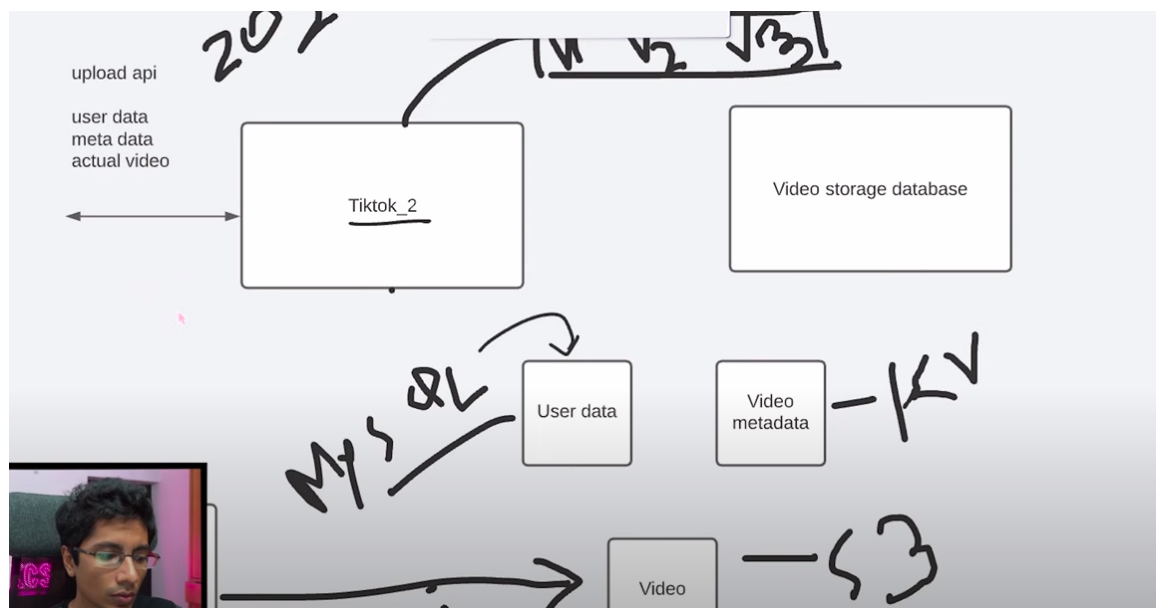 upload api
user data
meta data
actual video
Tiktok_2
Video storage database
MySQL
User data
Video
metadata
KV
Video
S3